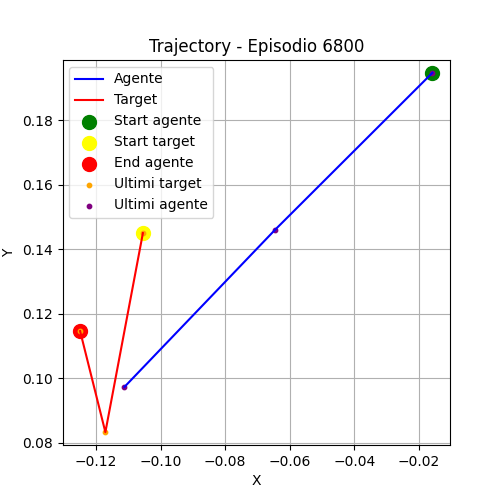 Trajectory - Episodio 6800
Agente
Target
Start agente
Start target
End agente
Ultimi target
Ultimi agente
Y
0.18
0.16
0.14
0.12
0.10
0.08
−0.12 −0.10 −0.08 −0.06 −0.04 −0.02
X